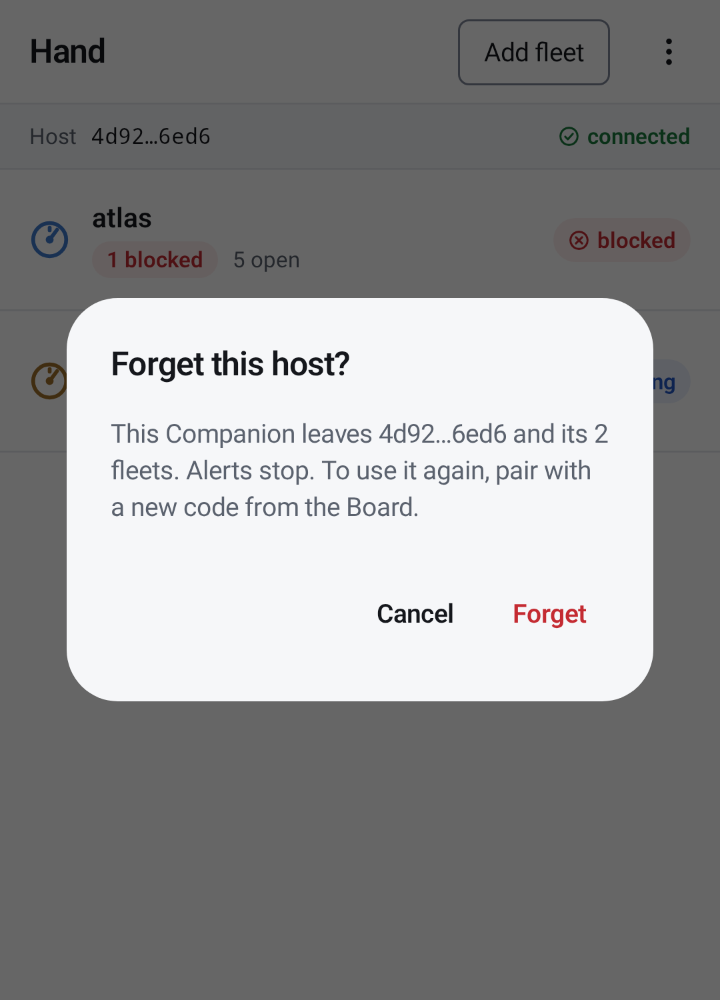 Hand
Add fleet
Host 4d92…6ed6
connected
atlas
1 blocked 5 open
blocked
Forget this host?
This Companion leaves 4d92…6ed6 and its 2
fleets. Alerts stop. To use it again, pair with
a new code from the Board.
Cancel
Forget